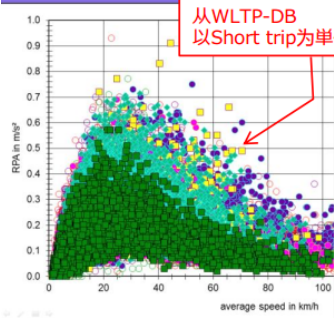 从WLTP-DB
以Short trip为単
RPA in m/s²
1.0
0.9
0.8
0.7
0.6
0.5
0.4
0.3
0.2
0.1
0.0
0 20 40 60 80 100
average speed in km/h